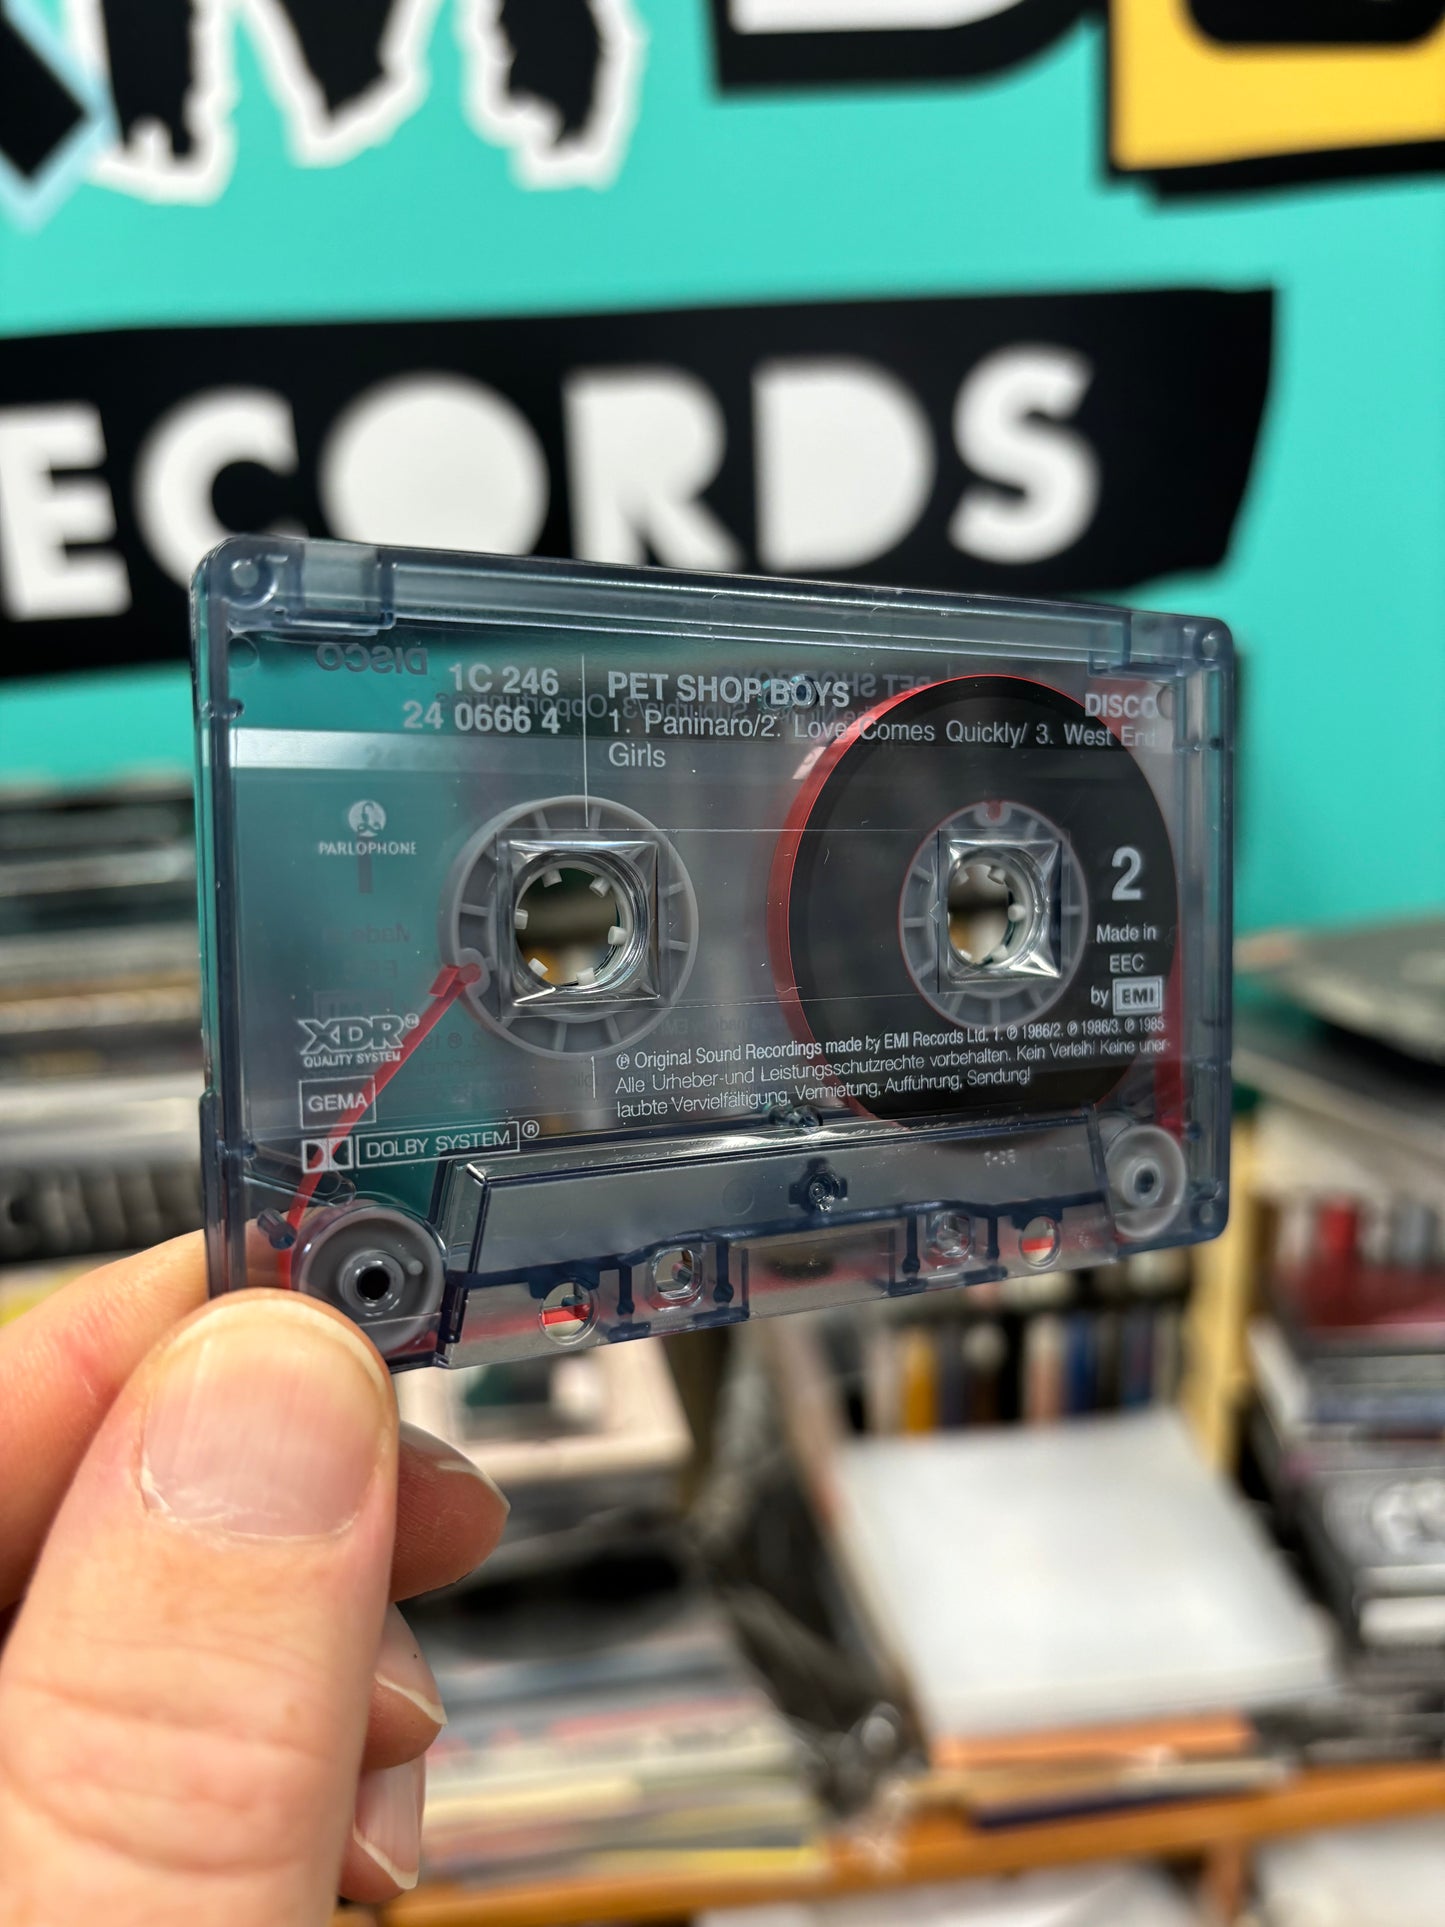 ECORDS
1C 246
24 0666 4
PET SHOP BOYS
DISCO
1. Paninaro/2. Love Comes Quickly/ 3. West End
Girls
PARLOPHONE
2
Made in
EEC
by EMI
XDR™
QUALITY SYSTEM
GEMA
DOLBY SYSTEM®
℗ Original Sound Recordings made by EMI Records Ltd. 1. ℗ 1986/2. ℗ 1986/3. ℗ 1985
Alle Urheber-und Leistungsschutzrechte vorbehalten. Kein Verleih! Keine uner-
laubte Vervielfältigung, Vermietung, Aufführung, Sendung!